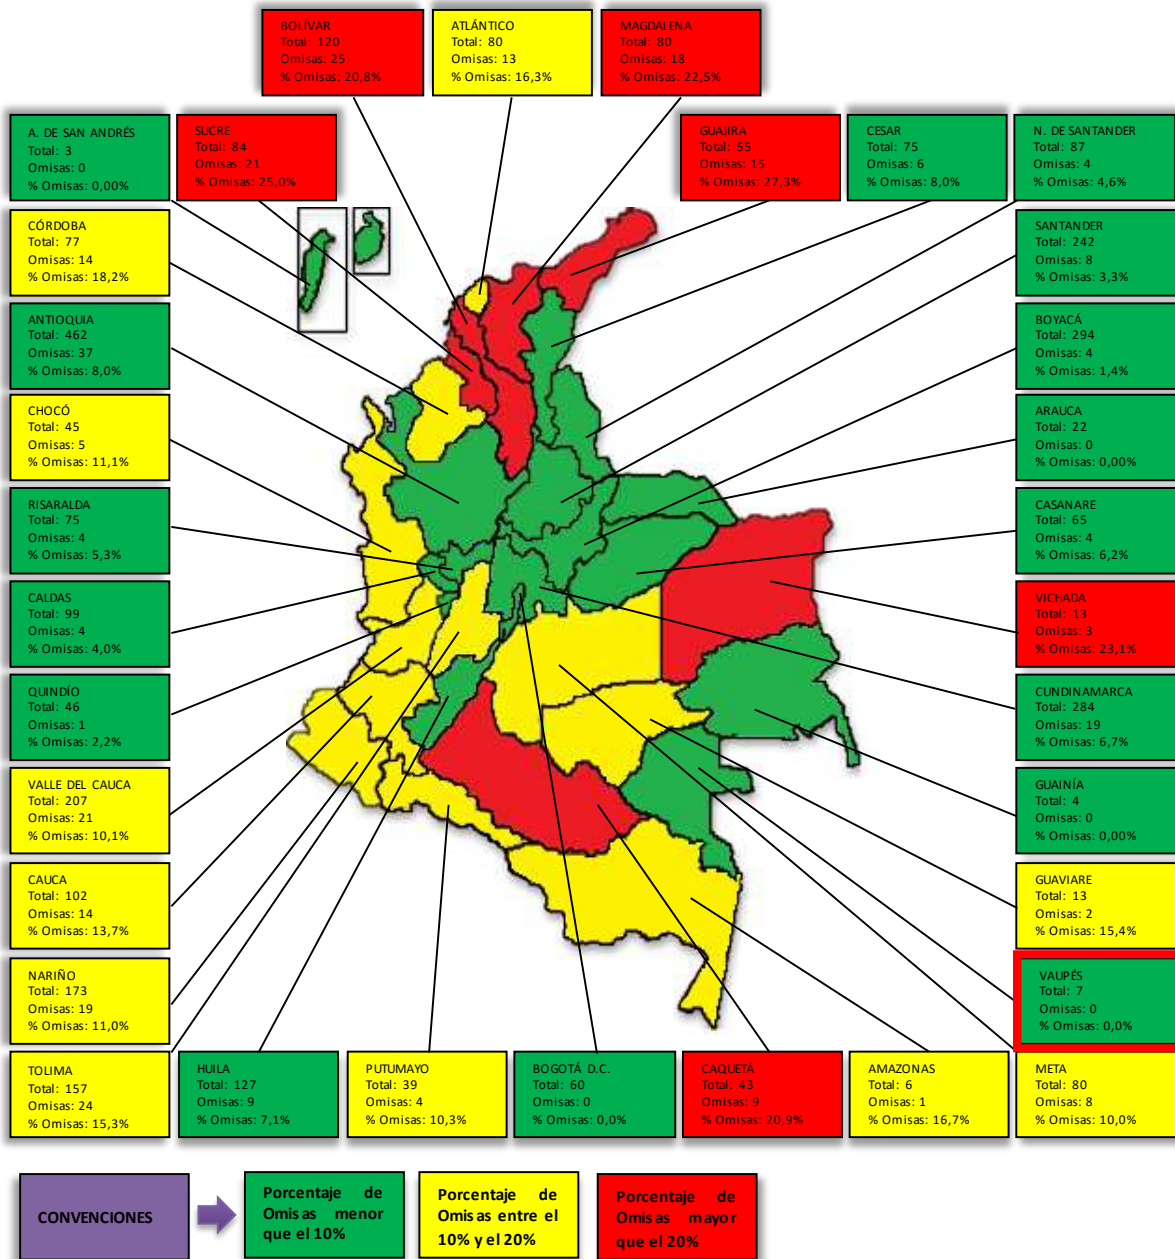 BOLÍVAR
Total: 120
Omisas: 25
% Omisas: 20,8%
ATLÁNTICO
Total: 80
Omisas: 13
% Omisas: 16,3%
MAGDALENA
Total: 80
Omisas: 18
% Omisas: 22,5%
A. DE SAN ANDRÉS
Total: 3
Omisas: 0
% Omisas: 0,00%
SUCRE
Total: 84
Omisas: 21
% Omisas: 25,0%
GUAJIRA
Total: 55
Omisas: 15
% Omisas: 27,3%
CESAR
Total: 75
Omisas: 6
% Omisas: 8,0%
N. DE SANTANDER
Total: 87
Omisas: 4
% Omisas: 4,6%
CÓRDOBA
Total: 77
Omisas: 14
% Omisas: 18,2%
SANTANDER
Total: 242
Omisas: 8
% Omisas: 3,3%
ANTIOQUIA
Total: 462
Omisas: 37
% Omisas: 8,0%
BOYACÁ
Total: 294
Omisas: 4
% Omisas: 1,4%
CHOCÓ
Total: 45
Omisas: 5
% Omisas: 11,1%
ARAUCA
Total: 22
Omisas: 0
% Omisas: 0,00%
RISARALDA
Total: 75
Omisas: 4
% Omisas: 5,3%
CASANARE
Total: 65
Omisas: 4
% Omisas: 6,2%
CALDAS
Total: 99
Omisas: 4
% Omisas: 4,0%
VICHADA
Total: 13
Omisas: 3
% Omisas: 23,1%
QUINDÍO
Total: 46
Omisas: 1
% Omisas: 2,2%
CUNDINAMARCA
Total: 284
Omisas: 19
% Omisas: 6,7%
VALLE DEL CAUCA
Total: 207
Omisas: 21
% Omisas: 10,1%
GUAINÍA
Total: 4
Omisas: 0
% Omisas: 0,00%
CAUCA
Total: 102
Omisas: 14
% Omisas: 13,7%
GUAVIARE
Total: 13
Omisas: 2
% Omisas: 15,4%
NARIÑO
Total: 173
Omisas: 19
% Omisas: 11,0%
VAUPÉS
Total: 7
Omisas: 0
% Omisas: 0,0%
TOLIMA
Total: 157
Omisas: 24
% Omisas: 15,3%
HUILA
Total: 127
Omisas: 9
% Omisas: 7,1%
PUTUMAYO
Total: 39
Omisas: 4
% Omisas: 10,3%
BOGOTÁ D.C.
Total: 60
Omisas: 0
% Omisas: 0,0%
CAQUETÁ
Total: 43
Omisas: 9
% Omisas: 20,9%
AMAZONAS
Total: 6
Omisas: 1
% Omisas: 16,7%
META
Total: 80
Omisas: 8
% Omisas: 10,0%
CONVENCIONES
Porcentaje de
Omisas menor
que el 10%
Porcentaje de
Omisas entre el
10% y el 20%
Porcentaje de
Omisas mayor
que el 20%